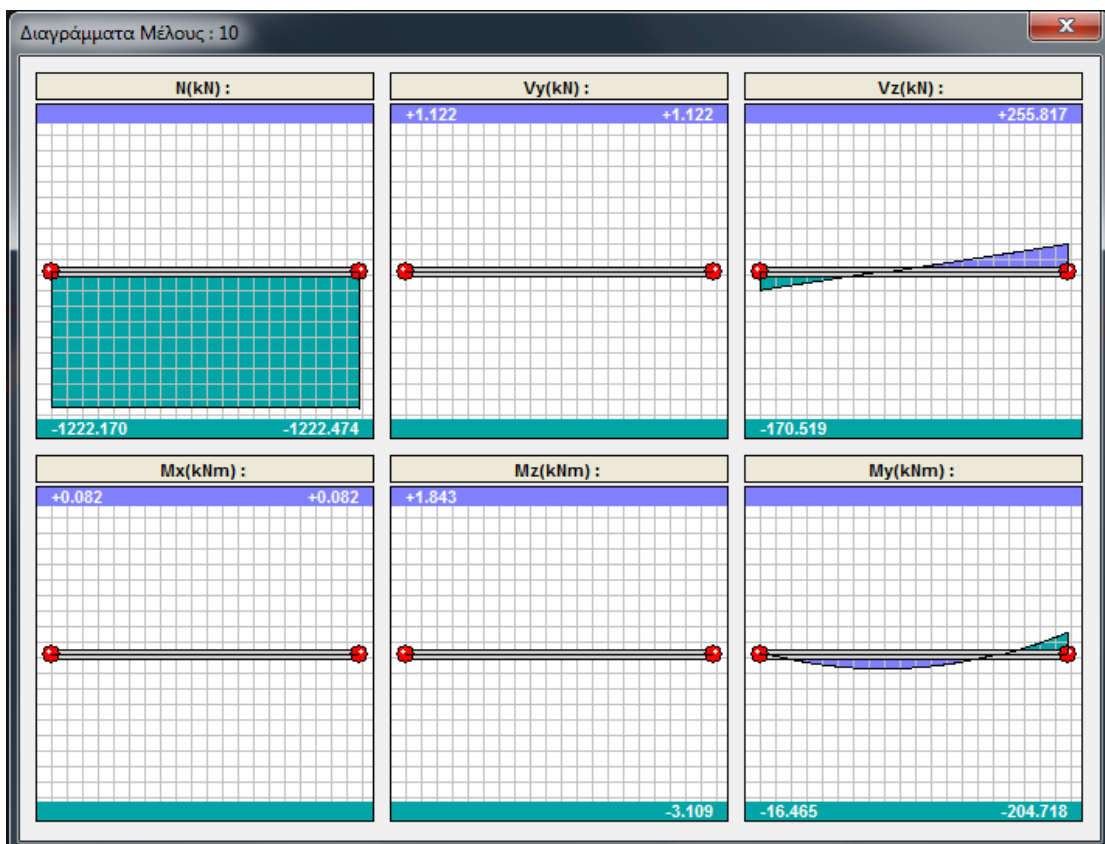 Διαγράμματα Μέλους : 10
X
N(kN) :
-1222.170 -1222.474
Vy(kN) :
+1.122 +1.122
Vz(kN) :
+255.817
-170.519
Mx(kNm) :
+0.082 +0.082
Mz(kNm) :
+1.843
-3.109
My(kNm) :
-16.465 -204.718